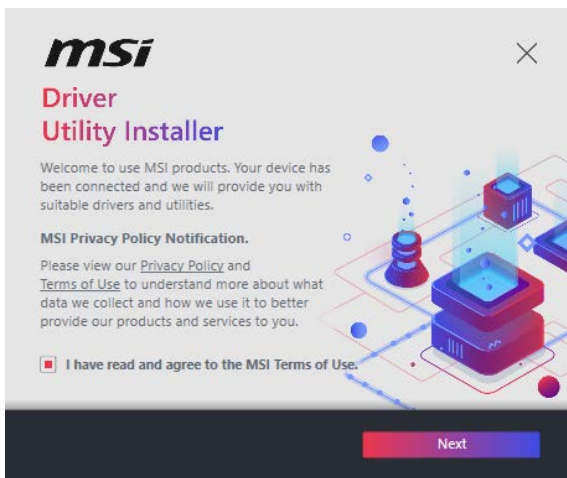 msi
Driver
Utility Installer
Welcome to use MSI products. Your device has
been connected and we will provide you with
suitable drivers and utilities.
MSI Privacy Policy Notification.
Please view our Privacy Policy and
Terms of Use to understand more about what
data we collect and how we use it to better
provide our products and services to you.
I have read and agree to the MSI Terms of Use.
Next